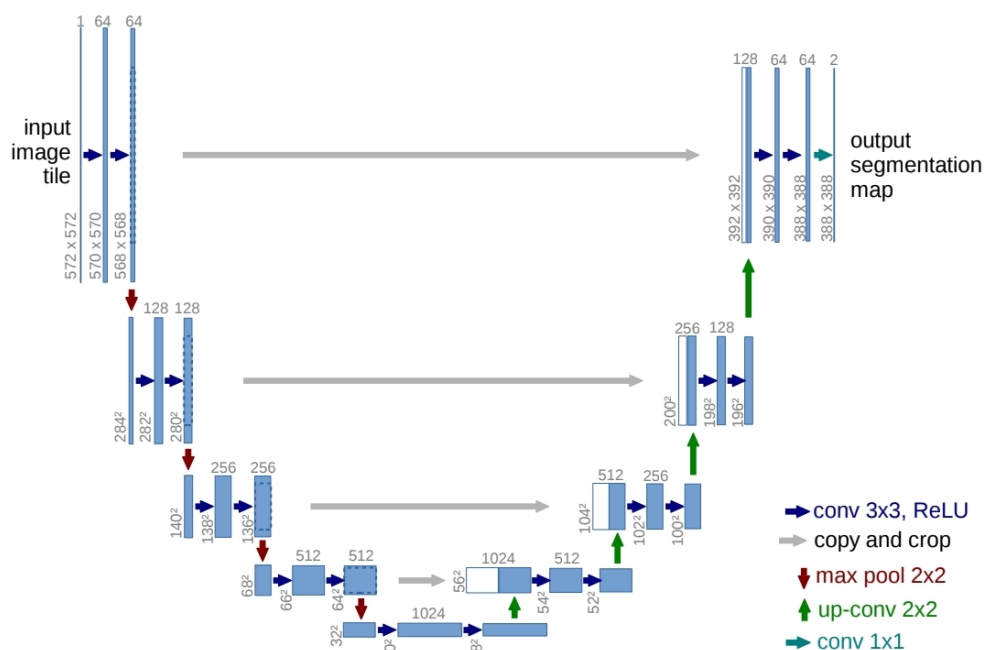 1 64 64
128 64 64 2
input
image
tile
output
segmentation
map
572 x 572
570 x 570
568 x 568
392 x 392
390 x 390
388 x 388
388 x 388
128 128
256 128
284²
282²
280²
200²
198²
196²
256 256
512 256
140²
138²
136²
104²
102²
100²
512 512
1024 512
68²
66²
64²
56²
54²
52²
1024
32²
conv 3x3, ReLU
copy and crop
max pool 2x2
up-conv 2x2
conv 1x1